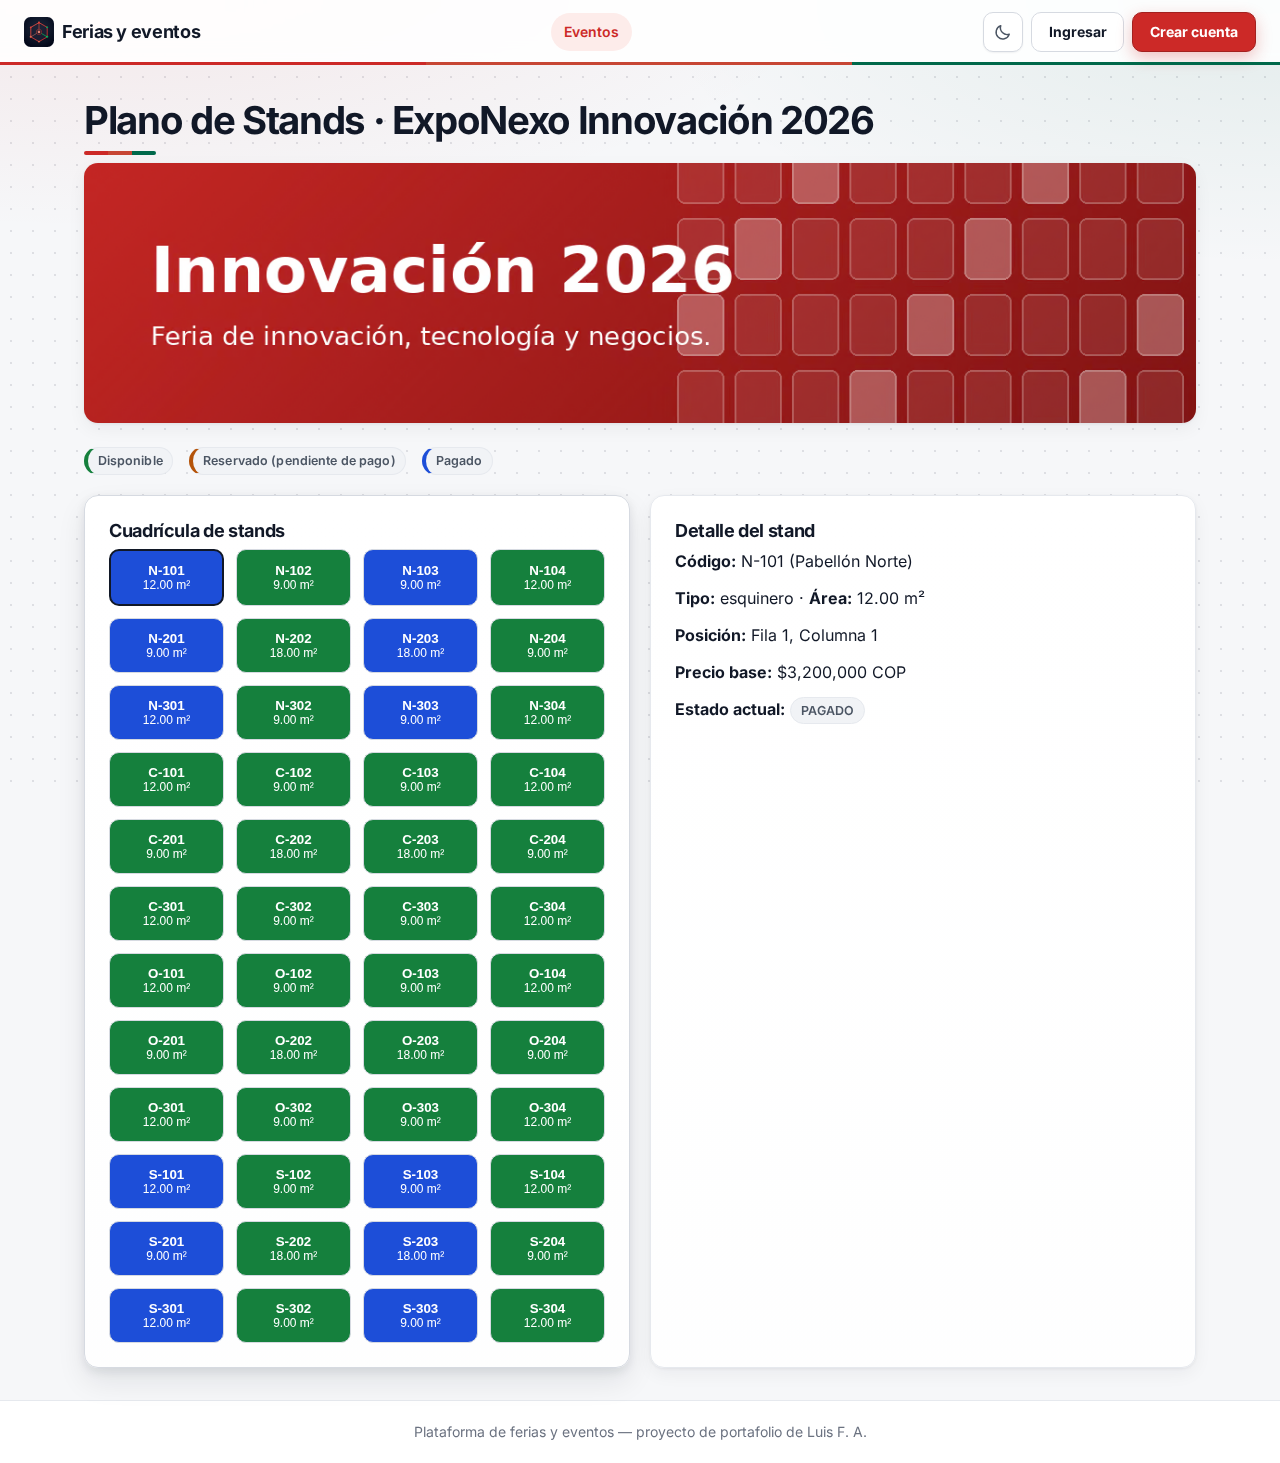 Ferias y eventos
Eventos
Ingresar
Crear cuenta
Plano de Stands · ExpoNexo Innovación 2026
Innovación 2026
Feria de innovación, tecnología y negocios.
Disponible
Reservado (pendiente de pago)
Pagado
Cuadrícula de stands
N-101 N-102 N-103 N-104
12.00 m² 9.00 m² 9.00 m² 12.00 m²
N-201 N-202 N-203 N-204
9.00 m² 18.00 m² 18.00 m² 9.00 m²
N-301 N-302 N-303 N-304
12.00 m² 9.00 m² 9.00 m² 12.00 m²
C-101 C-102 C-103 C-104
12.00 m² 9.00 m² 9.00 m² 12.00 m²
C-201 C-202 C-203 C-204
9.00 m² 18.00 m² 18.00 m² 9.00 m²
C-301 C-302 C-303 C-304
12.00 m² 9.00 m² 9.00 m² 12.00 m²
O-101 O-102 O-103 O-104
12.00 m² 9.00 m² 9.00 m² 12.00 m²
O-201 O-202 O-203 O-204
9.00 m² 18.00 m² 18.00 m² 9.00 m²
O-301 O-302 O-303 O-304
12.00 m² 9.00 m² 9.00 m² 12.00 m²
S-101 S-102 S-103 S-104
12.00 m² 9.00 m² 9.00 m² 12.00 m²
S-201 S-202 S-203 S-204
9.00 m² 18.00 m² 18.00 m² 9.00 m²
S-301 S-302 S-303 S-304
12.00 m² 9.00 m² 9.00 m² 12.00 m²
Detalle del stand
Código: N-101 (Pabellón Norte)
Tipo: esquinero · Área: 12.00 m²
Posición: Fila 1, Columna 1
Precio base: $3,200,000 COP
Estado actual: PAGADO
Plataforma de ferias y eventos — proyecto de portafolio de Luis F. A.